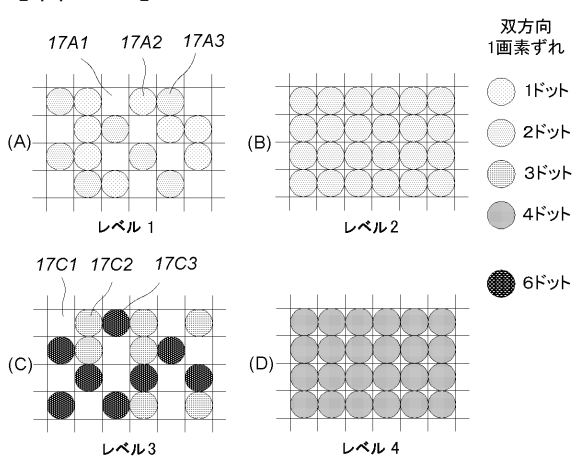 双方向
1画素ずれ
17A1 17A2 17A3
1ドット
2ドット
3ドット
4ドット
6ドット
(A)
(B)
レベル 1
レベル2
17C1 17C2 17C3
(C)
(D)
レベル3
レベル 4